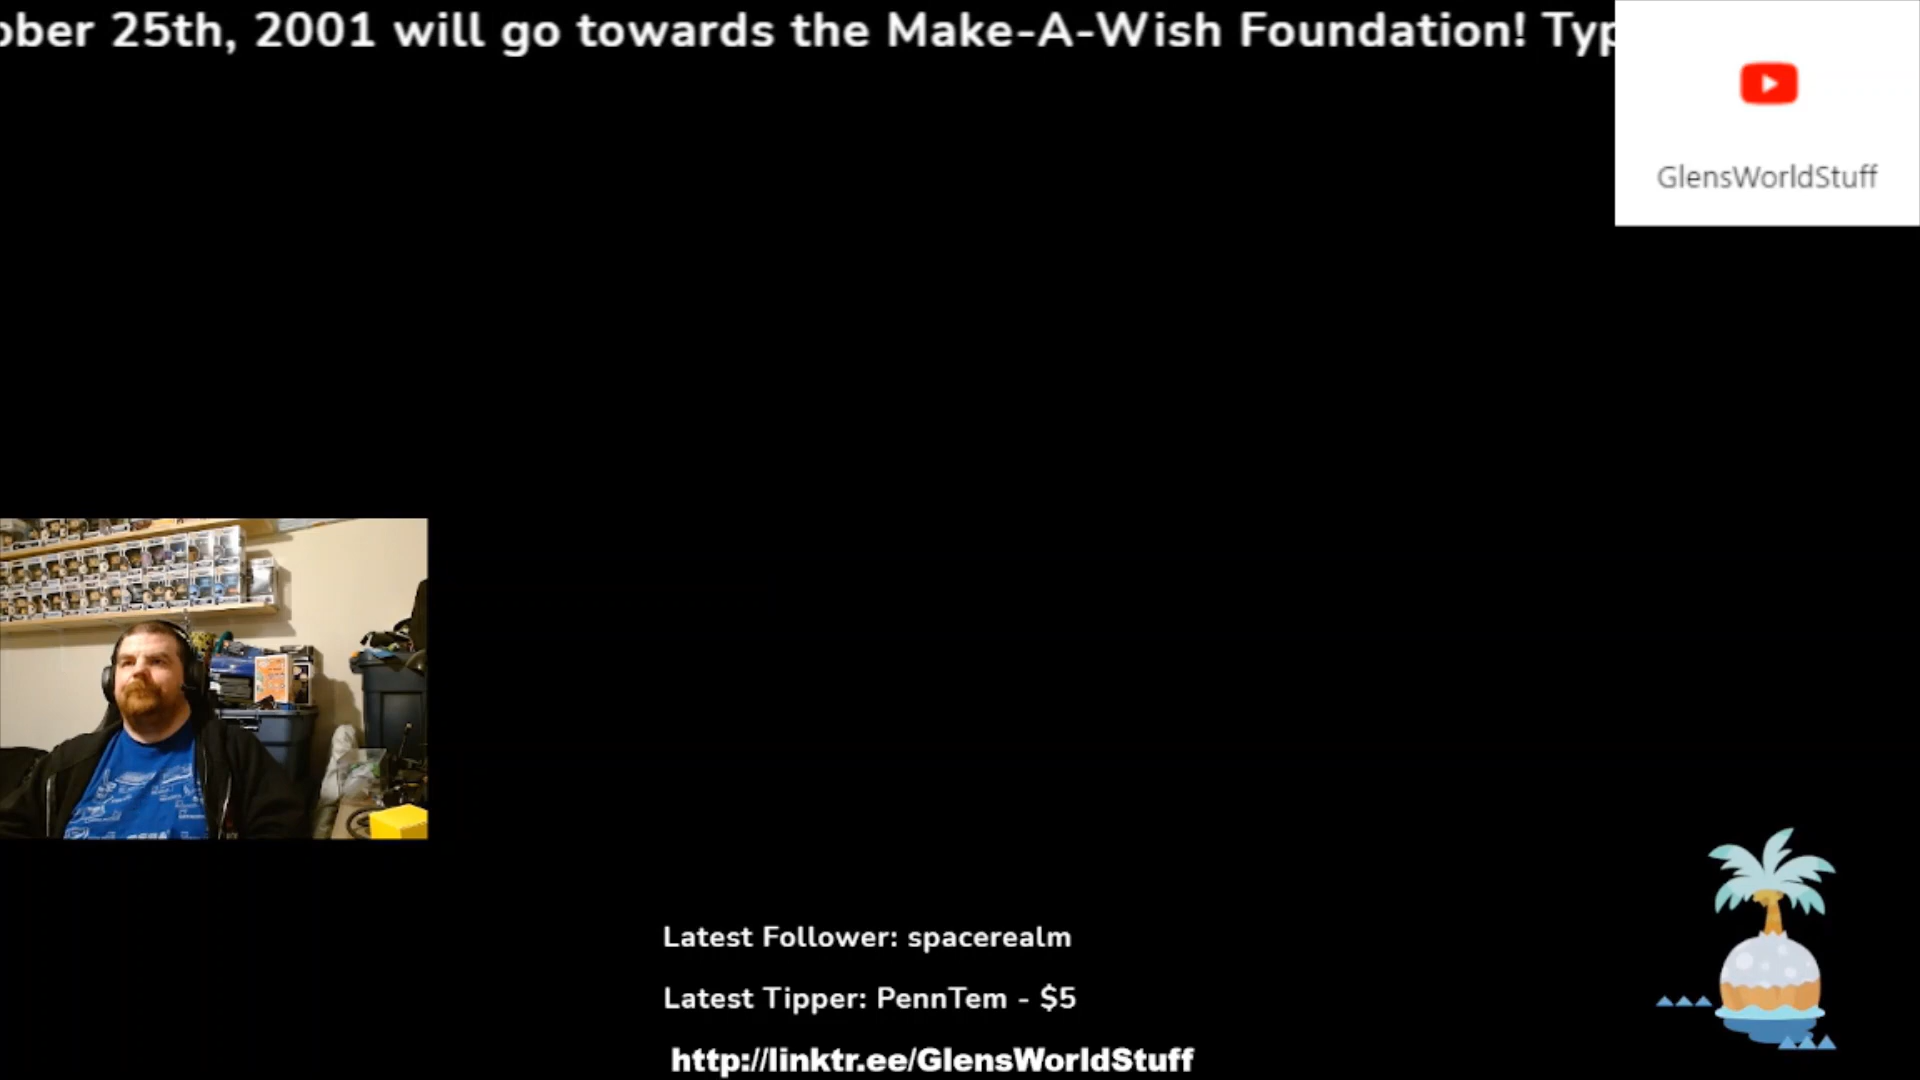 ober 25th, 2001 will go towards the Make-A-Wish Foundation! Typ
GlensWorldStuff
Latest Follower: spacerealm
Latest Tipper: PennTem - $5
http://linktr.ee/GlensWorldStuff